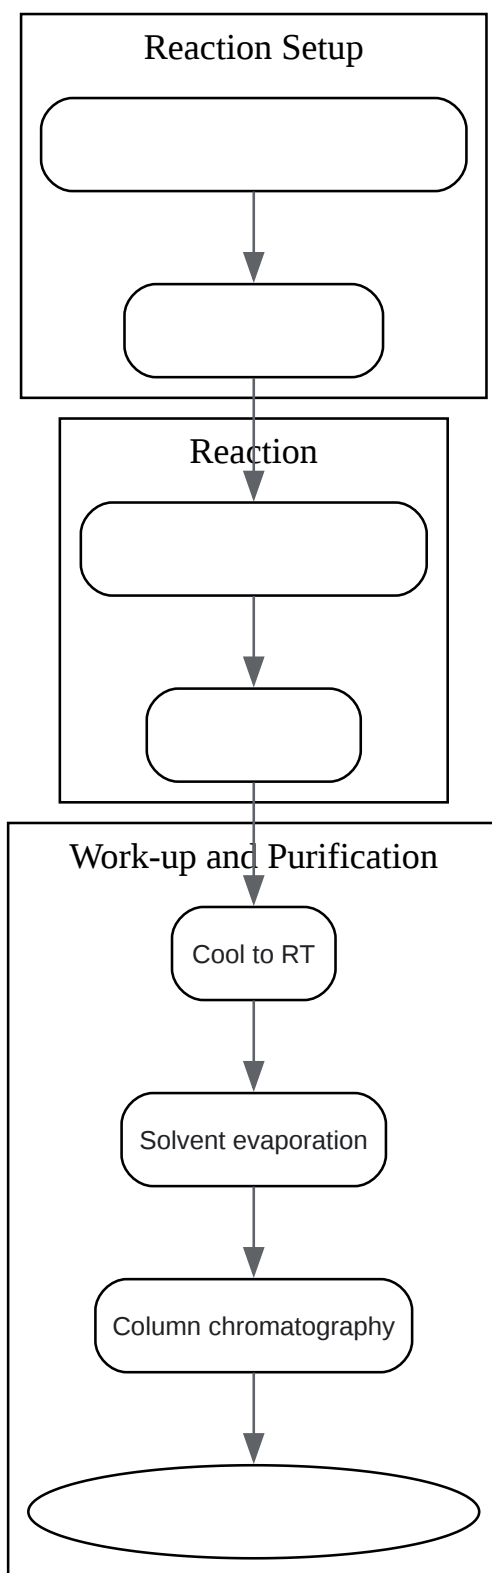 Reaction Setup
Reaction
Work-up and Purification
Cool to RT
Solvent evaporation
Column chromatography